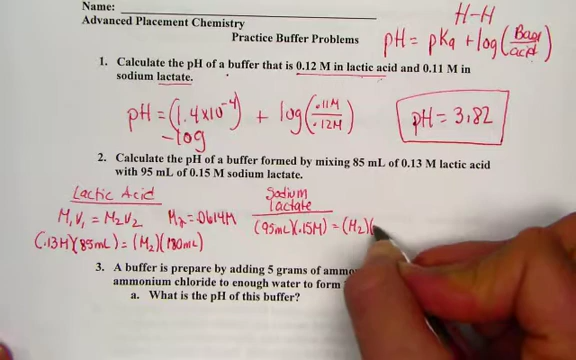 Name:
H-H
Advanced Placement Chemistry
Practice Buffer Problems
pH = pKa + log(Base/acid)
1. Calculate the pH of a buffer that is 0.12 M in lactic acid and 0.11 M in
sodium lactate.
pH = (1.4x10^-4) + log(.11M/.12M)
-log
pH = 3.82
2. Calculate the pH of a buffer formed by mixing 85 mL of 0.13 M lactic acid
with 95 mL of 0.15 M sodium lactate.
Lactic Acid
Sodium
lactate
M1V1 = M2V2 M2 = .0614M
(95mL)(.15M) = (M2)(
(.13M)(85mL) = (M2)(180mL)
3. A buffer is prepare by adding 5 grams of
ammonium chloride to enough water to form
a. What is the pH of this buffer?